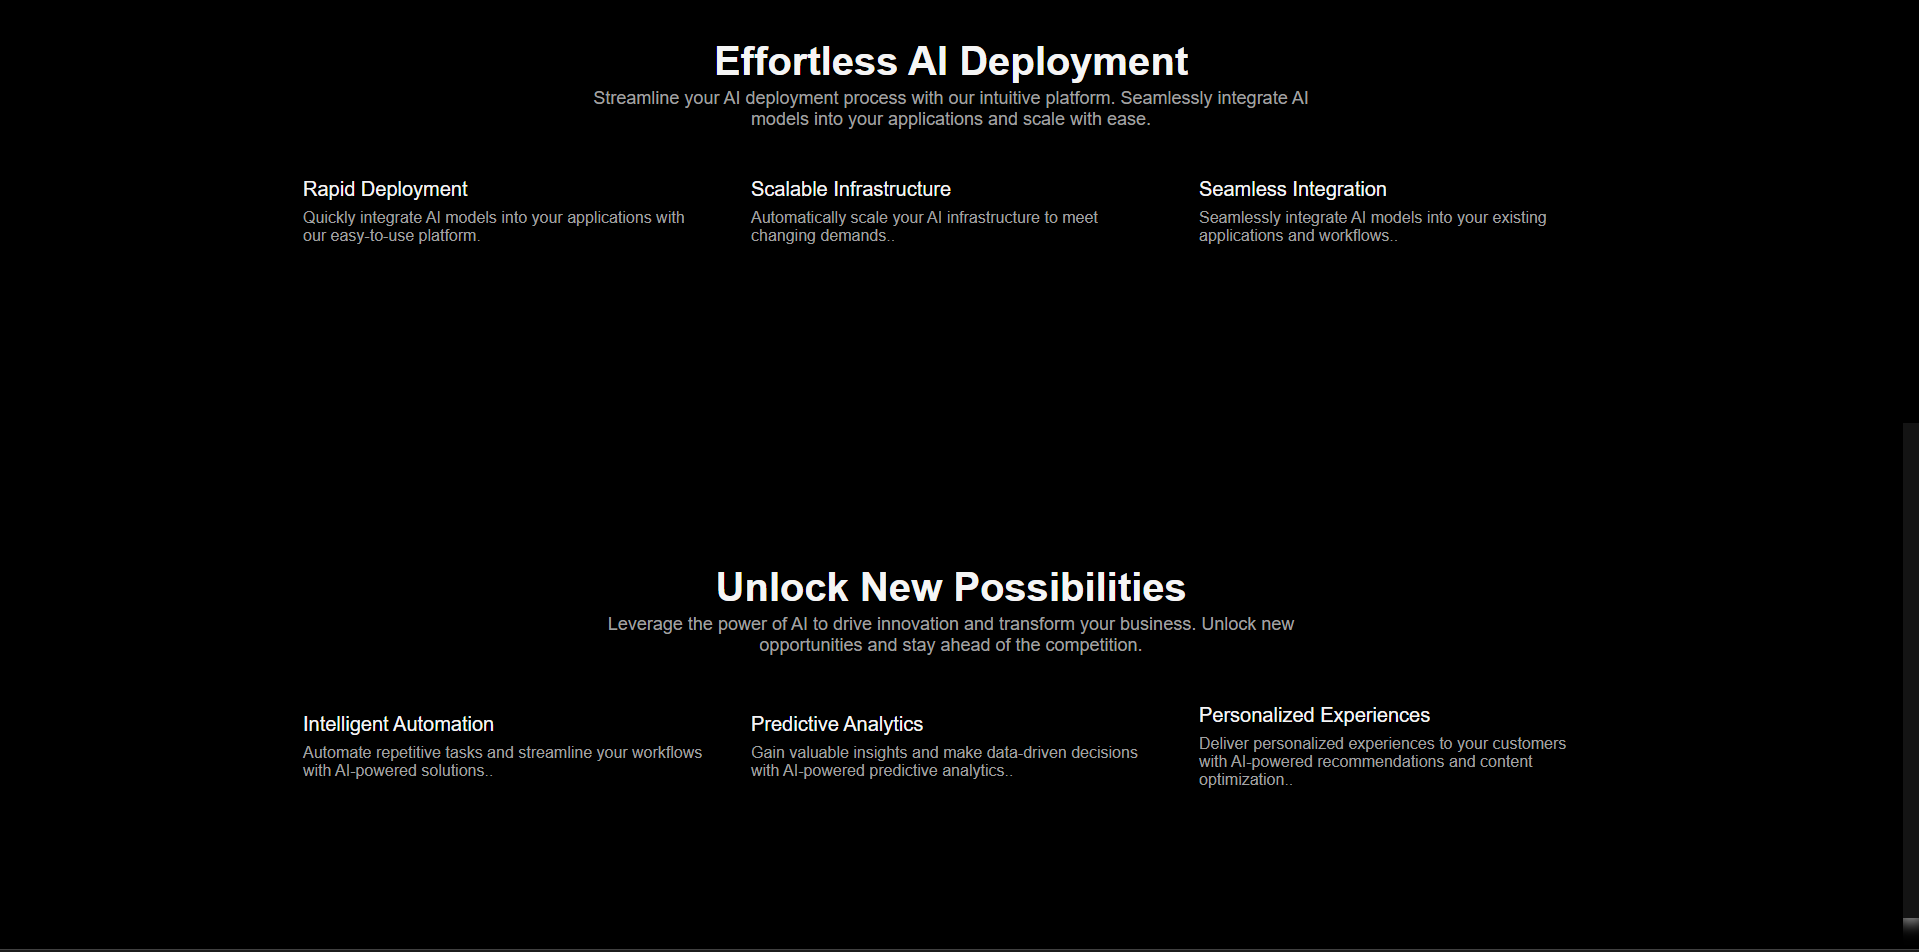 Effortless AI Deployment
Streamline your AI deployment process with our intuitive platform. Seamlessly integrate AI
models into your applications and scale with ease.
Rapid Deployment
Quickly integrate AI models into your applications with
our easy-to-use platform.
Scalable Infrastructure
Automatically scale your AI infrastructure to meet
changing demands..
Seamless Integration
Seamlessly integrate AI models into your existing
applications and workflows..
Unlock New Possibilities
Leverage the power of AI to drive innovation and transform your business. Unlock new
opportunities and stay ahead of the competition.
Intelligent Automation
Automate repetitive tasks and streamline your workflows
with AI-powered solutions..
Predictive Analytics
Gain valuable insights and make data-driven decisions
with AI-powered predictive analytics..
Personalized Experiences
Deliver personalized experiences to your customers
with AI-powered recommendations and content
optimization..